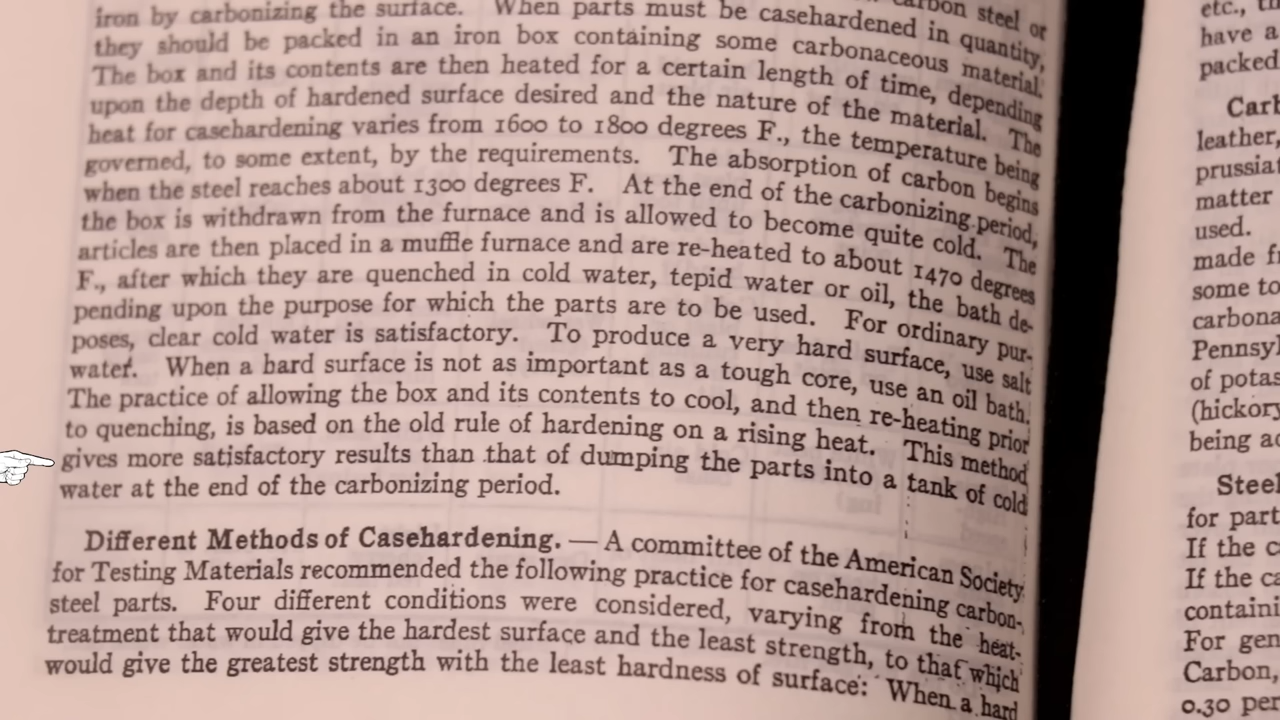 iron by carbonizing the surface. When parts must be casehardened in quantity, carbon steel or
they should be packed in an iron box containing some carbonaceous material.
The box and its contents are then heated for a certain length of time, depending
upon the depth of hardened surface desired and the nature of the material. The
heat for casehardening varies from 1600 to 1800 degrees F., the temperature being
governed, to some extent, by the requirements. The absorption of carbon begins
when the steel reaches about 1300 degrees F. At the end of the carbonizing period,
the box is withdrawn from the furnace and is allowed to become quite cold. The
articles are then placed in a muffle furnace and are re-heated to about 1470 degrees
F., after which they are quenched in cold water, tepid water or oil, the bath de-
pending upon the purpose for which the parts are to be used. For ordinary pur-
poses, clear cold water is satisfactory. To produce a very hard surface, use salt
water. When a hard surface is not as important as a tough core, use an oil bath.
The practice of allowing the box and its contents to cool, and then re-heating prior
to quenching, is based on the old rule of hardening on a rising heat. This method
gives more satisfactory results than that of dumping the parts into a tank of cold
water at the end of the carbonizing period.
Different Methods of Casehardening. — A committee of the American Society
for Testing Materials recommended the following practice for casehardening carbon-
steel parts. Four different conditions were considered, varying from the heat-
treatment that would give the hardest surface and the least strength, to that which
would give the greatest strength with the least hardness of surface: When a hard
etc.,
have a
packed
Carb
leather,
prussiat
matter
used.
made fr
some to
carbona
Pennsyl
of potas
(hickory
being ac
Steel
for part
If the c
If the ca
containi
For gen
Carbon,
0.30 per